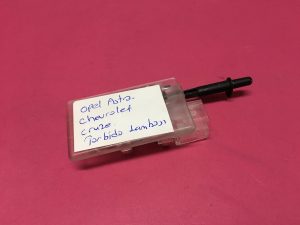 Opel Astra
Chevrolet
Cruze
Torbido Lambası